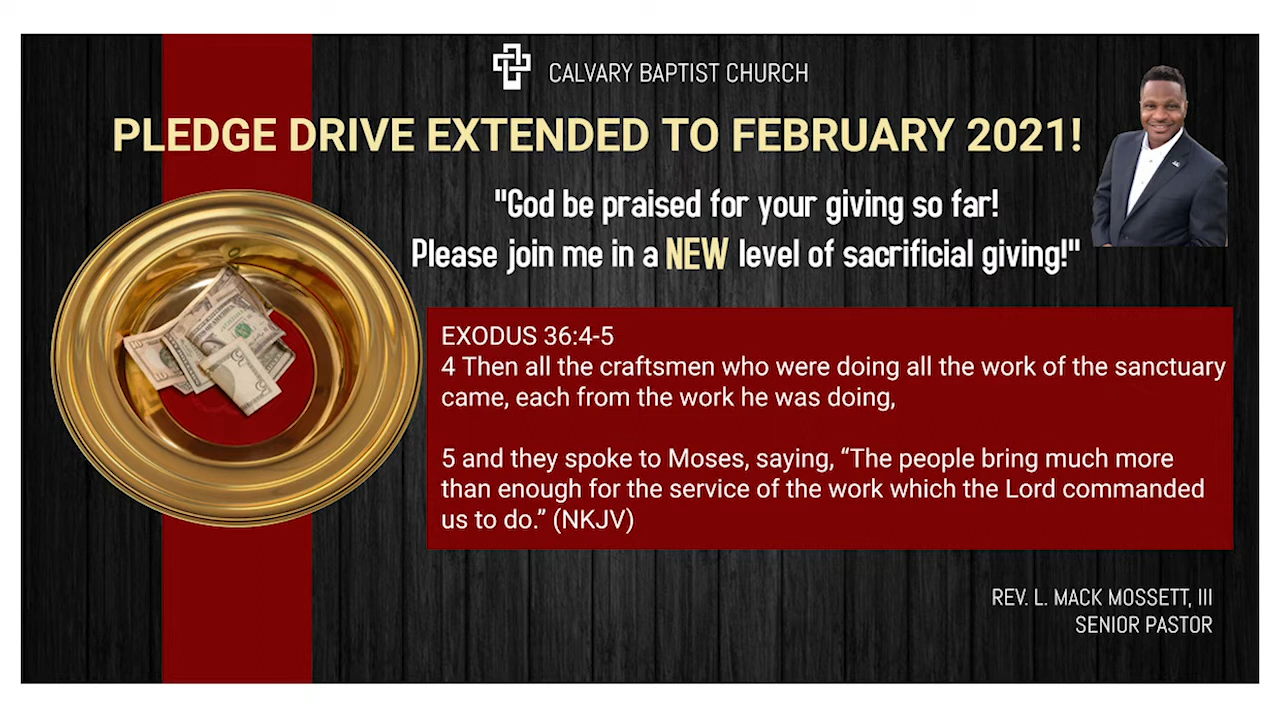 CALVARY BAPTIST CHURCH
PLEDGE DRIVE EXTENDED TO FEBRUARY 2021!
"God be praised for your giving so far!
Please join me in a NEW level of sacrificial giving!"
EXODUS 36:4-5
4 Then all the craftsmen who were doing all the work of the sanctuary
came, each from the work he was doing,
5 and they spoke to Moses, saying, “The people bring much more
than enough for the service of the work which the Lord commanded
us to do.” (NKJV)
REV. L. MACK MOSSETT, III
SENIOR PASTOR